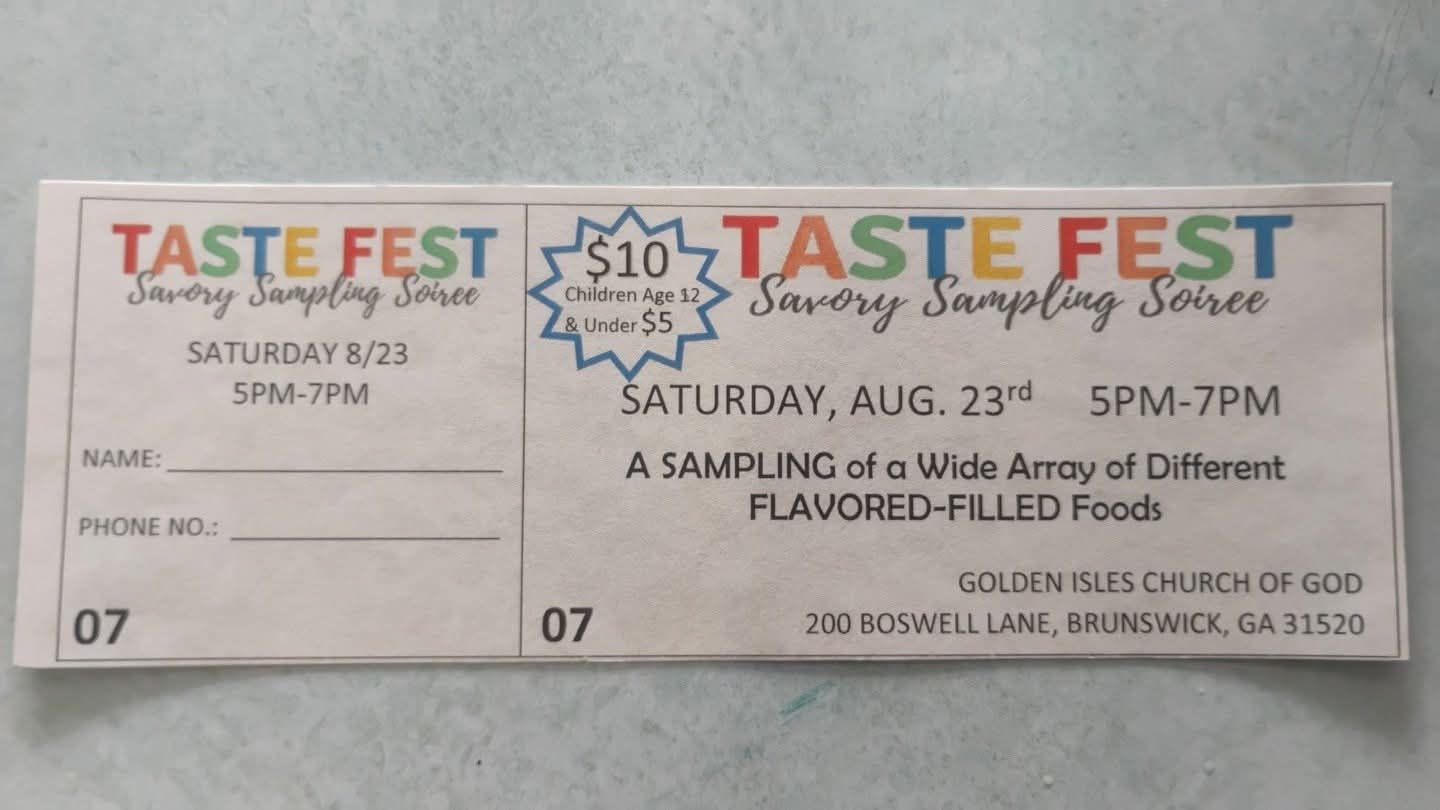 TASTE FEST
Savory Sampling Soiree
SATURDAY 8/23
5PM-7PM
NAME:
PHONE NO.:
07
$10
Children Age 12
& Under $5
TASTE FEST
Savory Sampling Soiree
SATURDAY, AUG. 23rd 5PM-7PM
A SAMPLING of a Wide Array of Different
FLAVORED-FILLED Foods
GOLDEN ISLES CHURCH OF GOD
200 BOSWELL LANE, BRUNSWICK, GA 31520
07